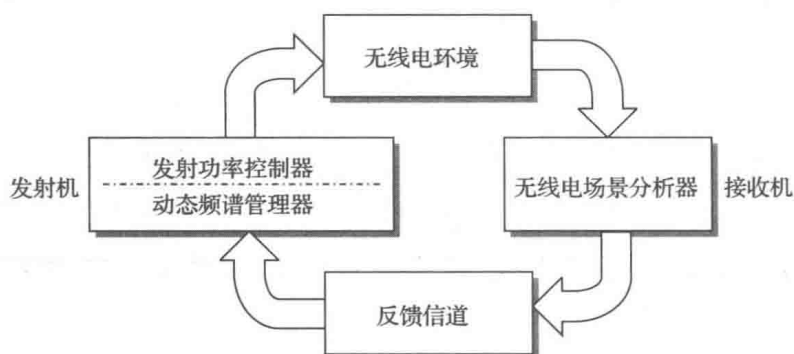 无线电环境
发射机
发射功率控制器
动态频谱管理器
无线电场景分析器
接收机
反馈信道